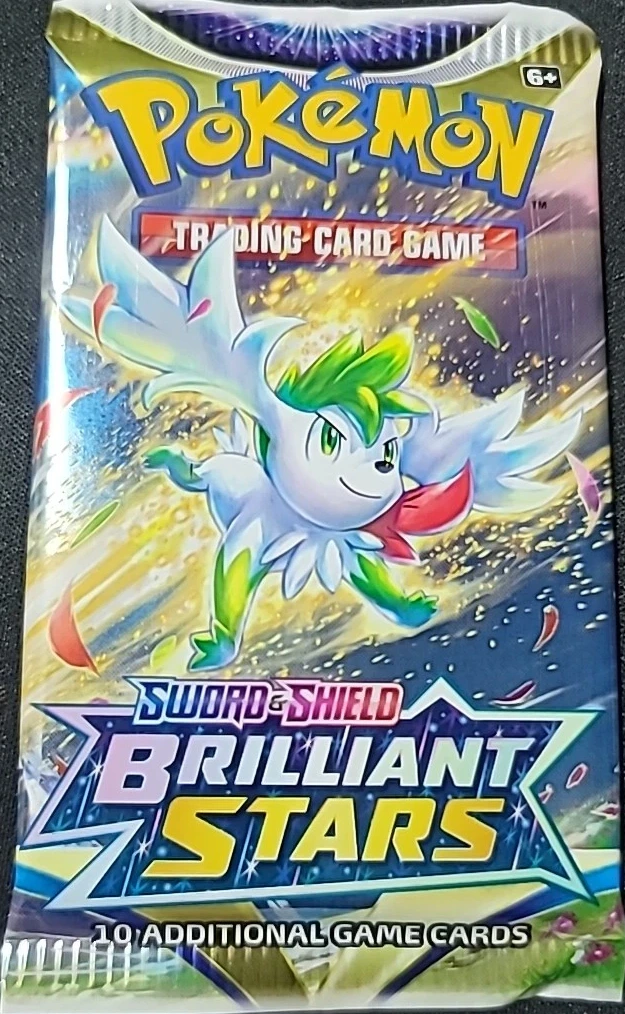 6+
POKéMON
TM
TRADING CARD GAME
SWORD & SHIELD
BRILLIANT
STARS
10 ADDITIONAL GAME CARDS